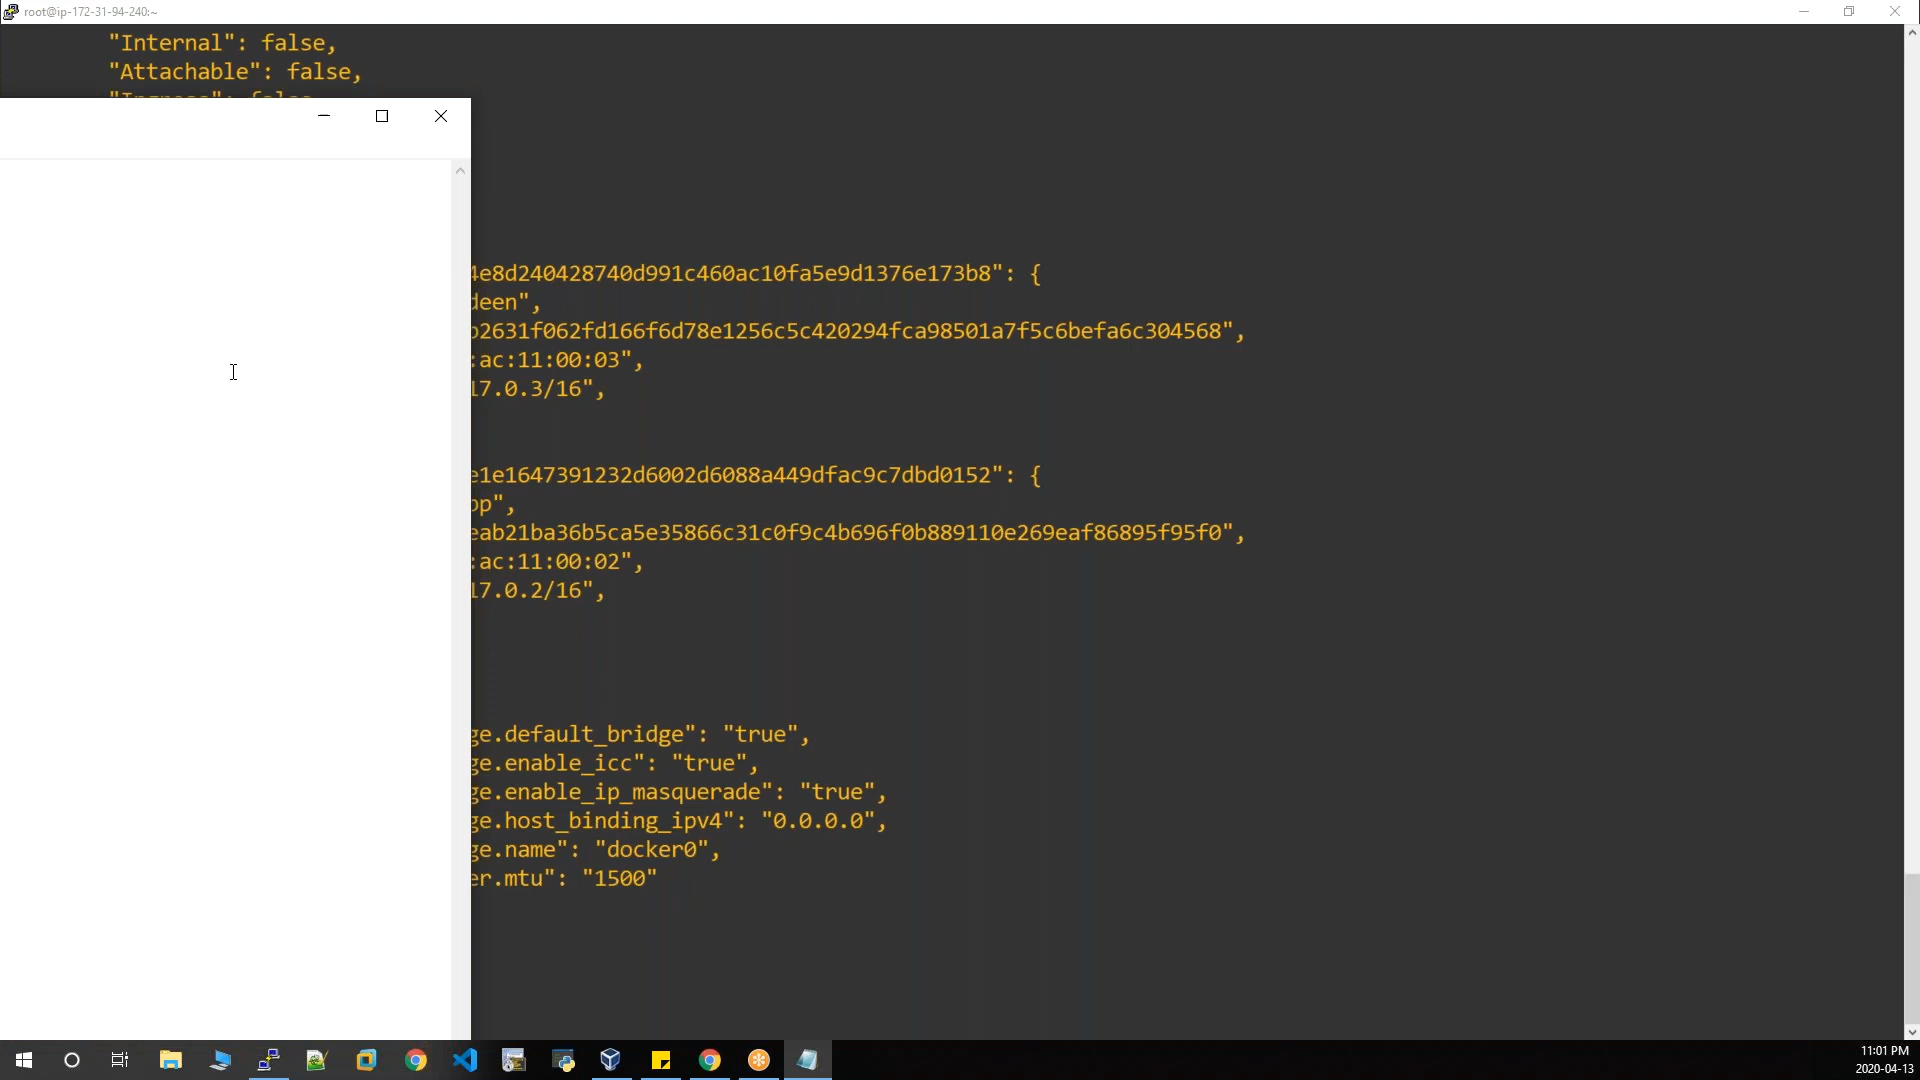 root@ip-172-31-94-240:~
"Internal": false,
"Attachable": false,
4e8d240428740d991c460ac10fa5e9d1376e173b8": {
deen",
b2631f062fd166f6d78e1256c5c420294fca98501a7f5c6befa6c304568",
:ac:11:00:03",
17.0.3/16",
e1e1647391232d6002d6088a449dfac9c7dbd0152": {
pp",
eab21ba36b5ca5e35866c31c0f9c4b696f0b889110e269eaf86895f95f0",
:ac:11:00:02",
17.0.2/16",
ge.default_bridge": "true",
ge.enable_icc": "true",
ge.enable_ip_masquerade": "true",
ge.host_binding_ipv4": "0.0.0.0",
ge.name": "docker0",
er.mtu": "1500"
11:01 PM
2020-04-13